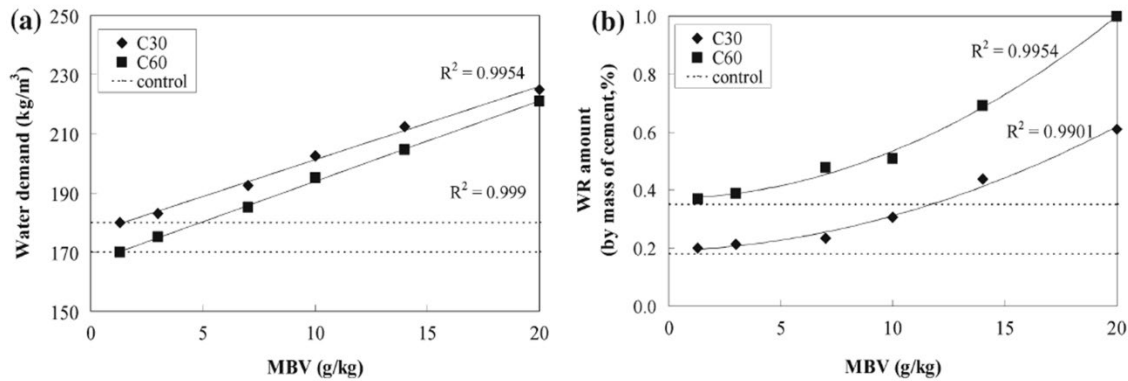 (a)
C30
C60
control
R² = 0.9954
R² = 0.999
Water demand (kg/m³)
250
230
210
190
170
150
0
5
10
15
20
MBV (g/kg)
(b)
C30
C60
control
R² = 0.9954
R² = 0.9901
WR amount
(by mass of cement,%)
1.0
0.8
0.6
0.4
0.2
0.0
0
5
10
15
20
MBV (g/kg)